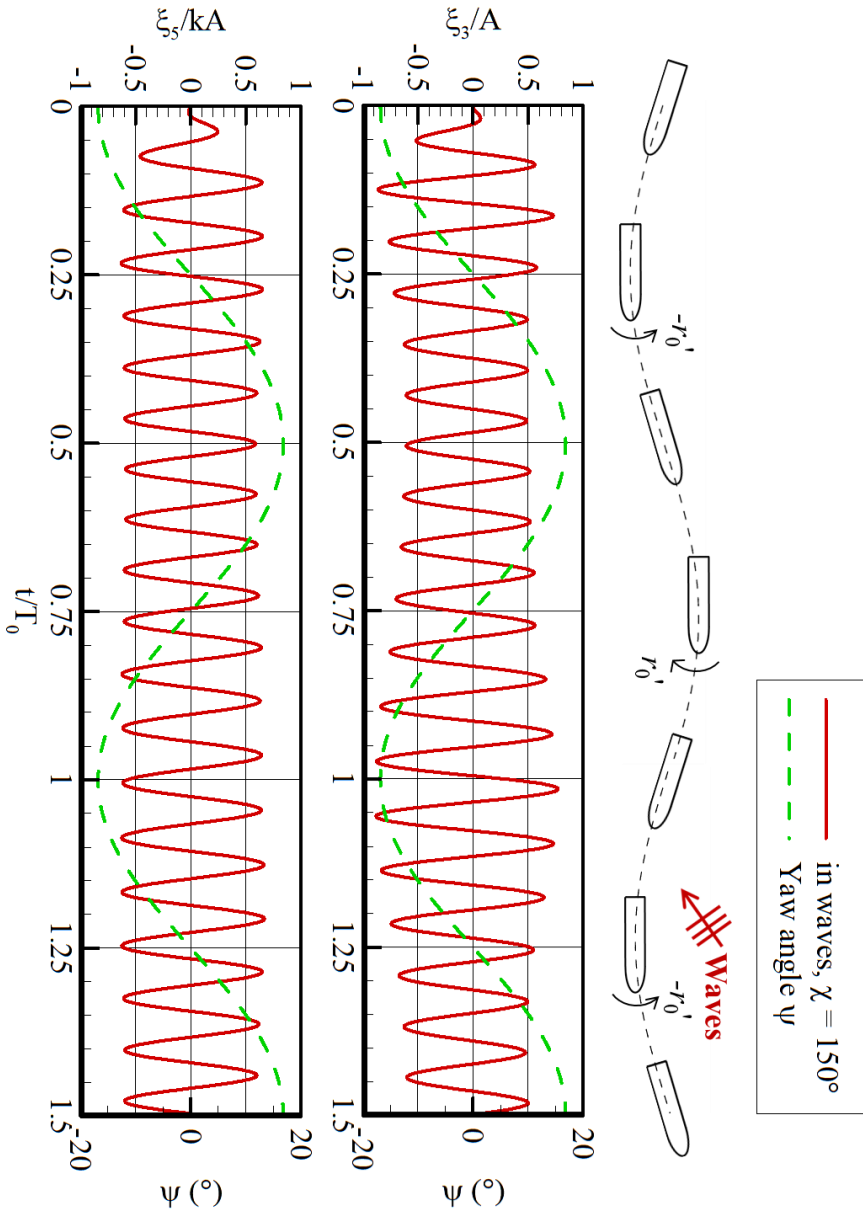 in waves, χ = 150°
Yaw angle ψ
Waves
-r₀'
r₀'
-r₀'
ξ₃/A
1
0.5
0
-0.5
-1
20
0
-20
ψ (°)
ξ₅/kA
1
0.5
0
-0.5
-1
20
0
-20
ψ (°)
0
0.25
0.5
0.75
1
1.25
1.5
t/T₀